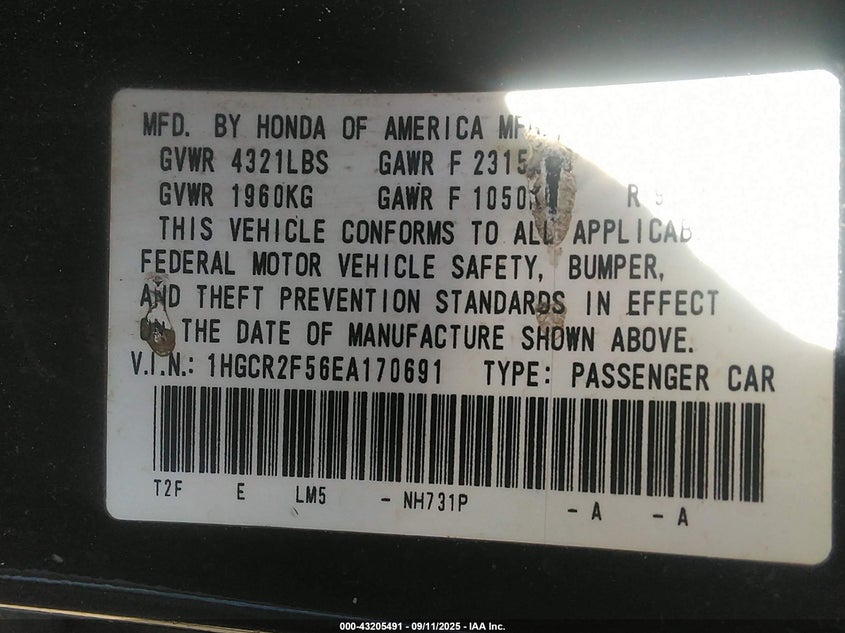 MFD. BY HONDA OF AMERICA
GVWR 4321LBS GAWR F 2315
GVWR 1960KG GAWR F 1050 R
THIS VEHICLE CONFORMS TO ALL
FEDERAL MOTOR VEHICLE SAFETY, BUMPER,
AND THEFT PREVENTION STANDARDS IN EFFECT
THE DATE OF MANUFACTURE SHOWN ABOVE.
V.I.N.: 1HGCR2F56EA170691 TYPE: PASSENGER CAR
T2F E LM5 - NH731P - A - A
000-43205491 - 09/11/2025 - IAA Inc.